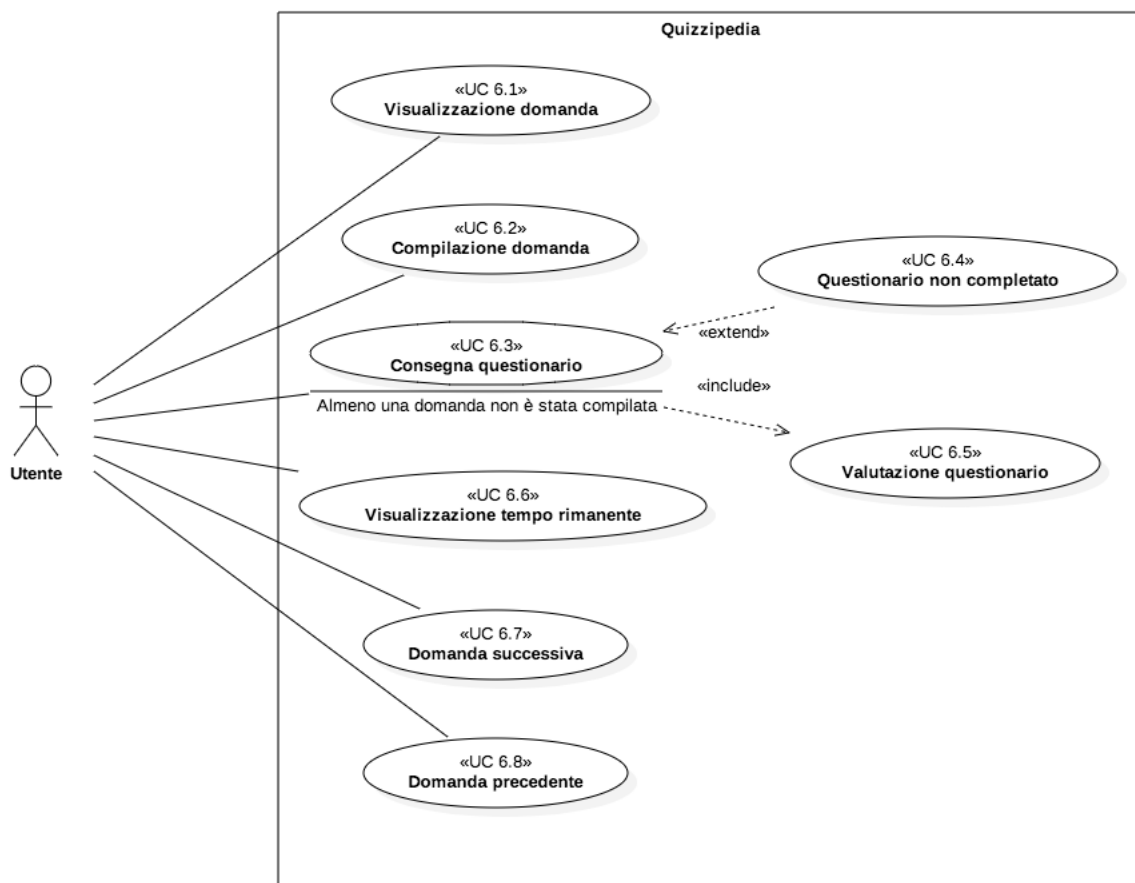 Quizzipedia
«UC 6.1»
Visualizzazione domanda
«UC 6.2»
Compilazione domanda
«UC 6.4»
Questionario non completato
«extend»
«UC 6.3»
Consegna questionario
«include»
Almeno una domanda non è stata compilata
«UC 6.5»
Valutazione questionario
Utente
«UC 6.6»
Visualizzazione tempo rimanente
«UC 6.7»
Domanda successiva
«UC 6.8»
Domanda precedente